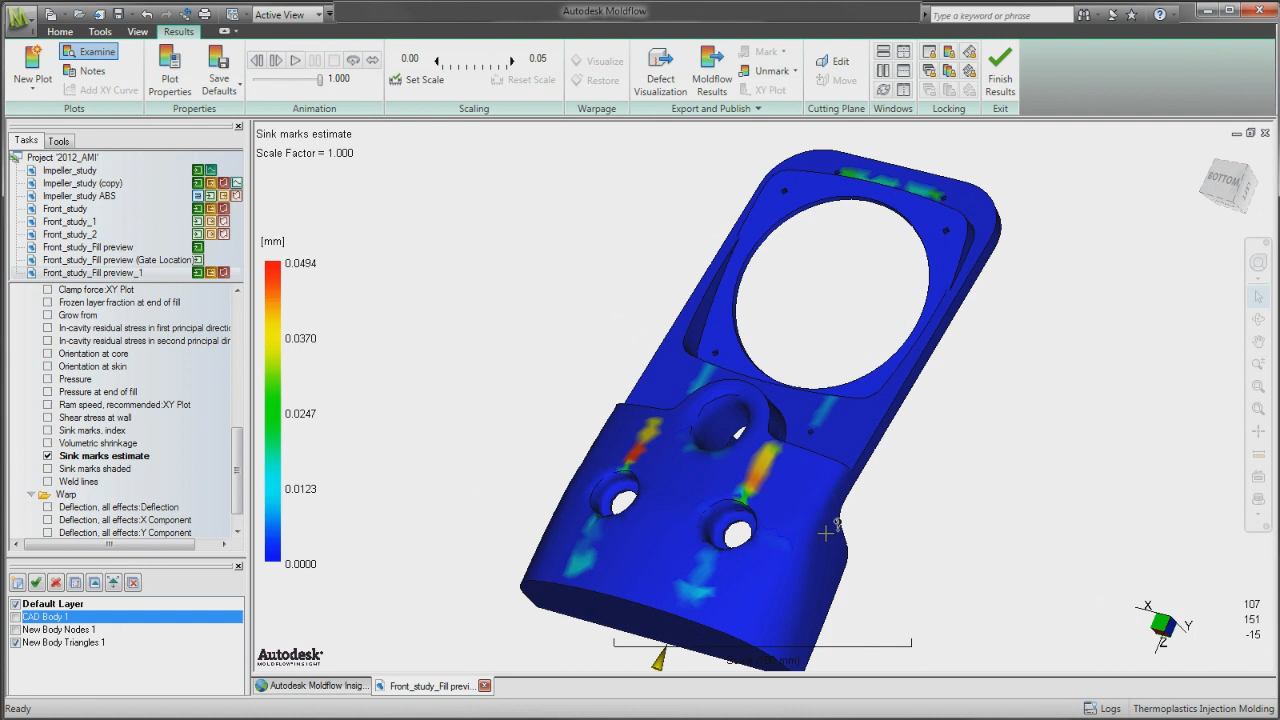 Active View
Autodesk Moldflow
Type a keyword or phrase
Home
Tools
View
Results
New Plot
Examine
Notes
Add XY Curve
Plot Properties
Save Defaults
1.000
0.00
0.05
Set Scale
Reset Scale
Visualize
Restore
Defect Visualization
Moldflow Results
Mark
Unmark
XY Plot
Edit
Move
Finish Results
Plots
Properties
Animation
Scaling
Warpage
Export and Publish
Cutting Plane
Windows
Locking
Exit
Tasks
Tools
Project '2012_AMI'
Impeller_study
Impeller_study (copy)
Impeller_study ABS
Front_study
Front_study_1
Front_study_2
Front_study_Fill preview
Front_study_Fill preview (Gate Location)
Front_study_Fill preview_1
Clamp force:XY Plot
Frozen layer fraction at end of fill
Grow from
In-cavity residual stress in first principal directi
In-cavity residual stress in second principal dire
Orientation at core
Orientation at skin
Pressure
Pressure at end of fill
Ram speed, recommended:XY Plot
Shear stress at wall
Sink marks, index
Volumetric shrinkage
Sink marks estimate
Sink marks shaded
Weld lines
Warp
Deflection, all effects:Deflection
Deflection, all effects:X Component
Deflection, all effects:Y Component
Default Layer
CAD Body 1
New Body Nodes 1
New Body Triangles 1
Sink marks estimate
Scale Factor = 1.000
[mm]
0.0494
0.0370
0.0247
0.0123
0.0000
BOTTOM
LEFT
X
Y
Z
107
151
-15
Autodesk
MOLDFLOW INSIGHT
Autodesk Moldflow Insig...
Front_study_Fill previ...
Ready
Logs
Thermoplastics Injection Molding